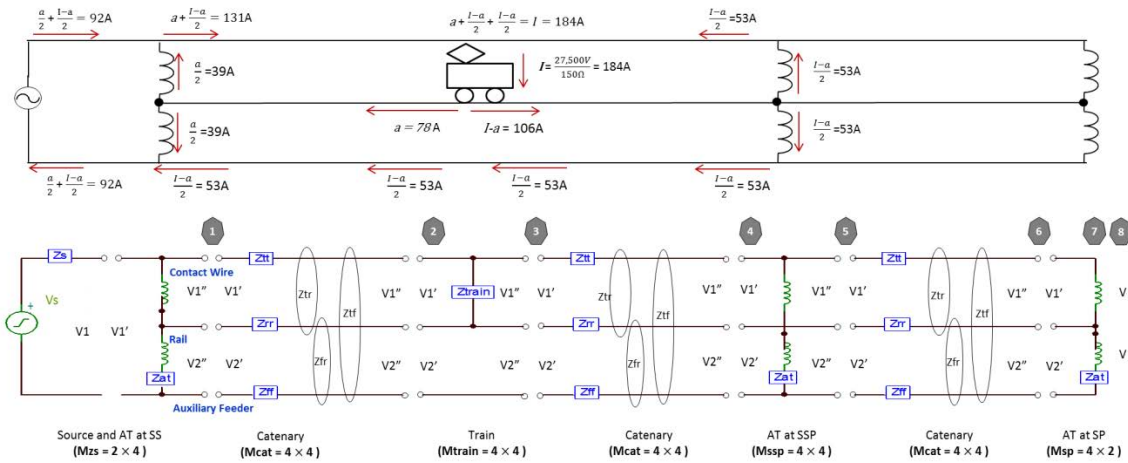 a/2 + I−a/2 = 92A
a + I−a/2 = 131A
a + I−a/2 + I−a/2 = I = 184A
I−a/2 =53A
a/2 =39A
I= 27,500V/150Ω = 184A
I−a/2 = 53A
a = 78A
I-a = 106A
a/2 =39A
I−a/2 =53A
a/2 + I−a/2 = 92A
I−a/2 = 53A
I−a/2 = 53A
I−a/2 = 53A
I−a/2 = 53A
1
2
3
4
5
6
7
8
Zs
Contact Wire
Ztt
Ztt
Ztt
Vs
+
V1
V1'
V1"
V1'
Ztr
Ztf
V1"
V1'
Ztrain
V1"
V1'
Ztr
Ztf
V1"
V1'
V1"
V1'
Ztr
Ztf
V1"
V1'
V
Rail
Zrr
Zrr
Zrr
V2"
V2'
Zfr
V2"
V2'
V2"
V2'
Zfr
V2"
V2'
V2"
V2'
Zfr
V2"
V2'
V
Zat
Zat
Zat
Auxiliary Feeder
Zff
Zff
Zff
Source and AT at SS
(Mzs = 2 × 4)
Catenary
(Mcat = 4 × 4)
Train
(Mtrain = 4 × 4)
Catenary
(Mcat = 4 × 4)
AT at SSP
(Mssp = 4 × 4)
Catenary
(Mcat = 4 × 4)
AT at SP
(Msp = 4 × 2)